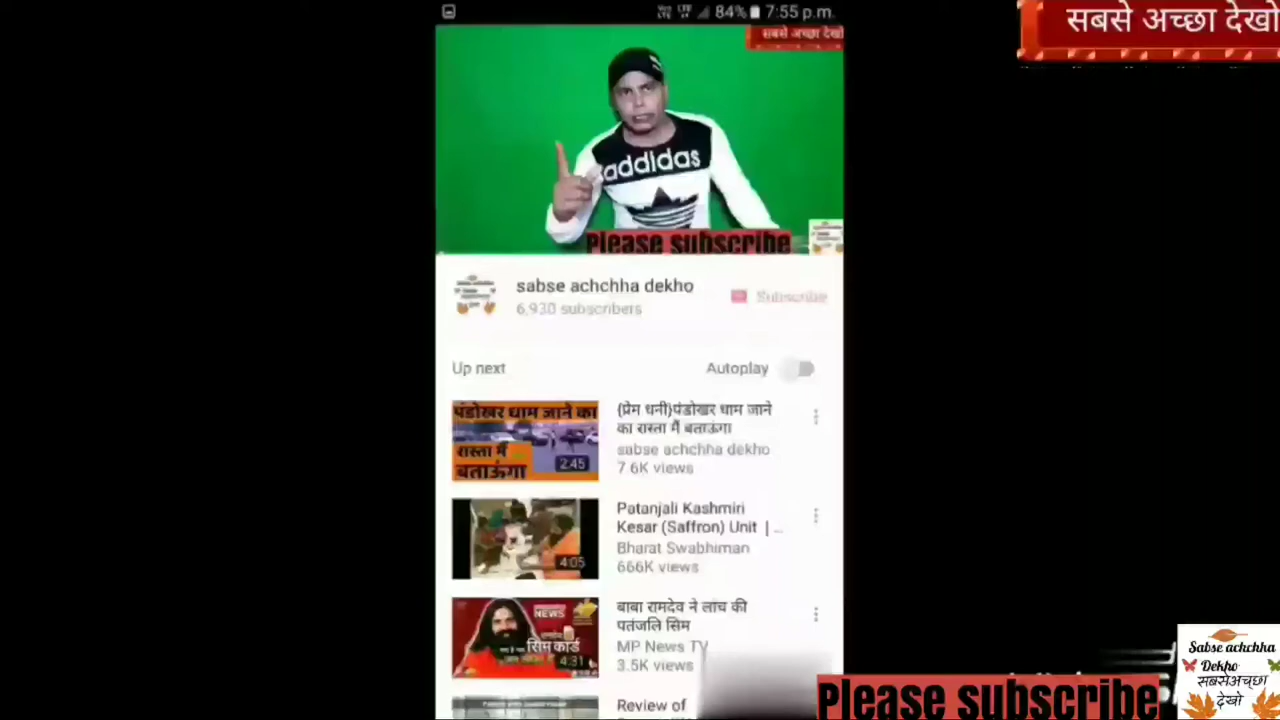 84% 7:55 p.m.
सबसे अच्छा देखो
सबसे अच्छा देखो
addidas
Please subscribe
sabse achchha dekho
6,930 subscribers
Subscribe
Up next
Autoplay
पंडोखर धाम जाने का
रास्ता मैं
बताऊंगा
2:45
{प्रेम धनी}पंडोखर धाम जाने
का रास्ता मैं बताऊंगा
sabse achchha dekho
7.6K views
4:05
Patanjali Kashmiri
Kesar (Saffron) Unit | ...
Bharat Swabhiman
666K views
NEWS
सिम कार्ड
4:31
बाबा रामदेव ने लांच की
पतंजलि सिम
MP News TV
3.5K views
Review of
Please subscribe
Sabse achchha
Dekho
सबसेअच्छा
देखो